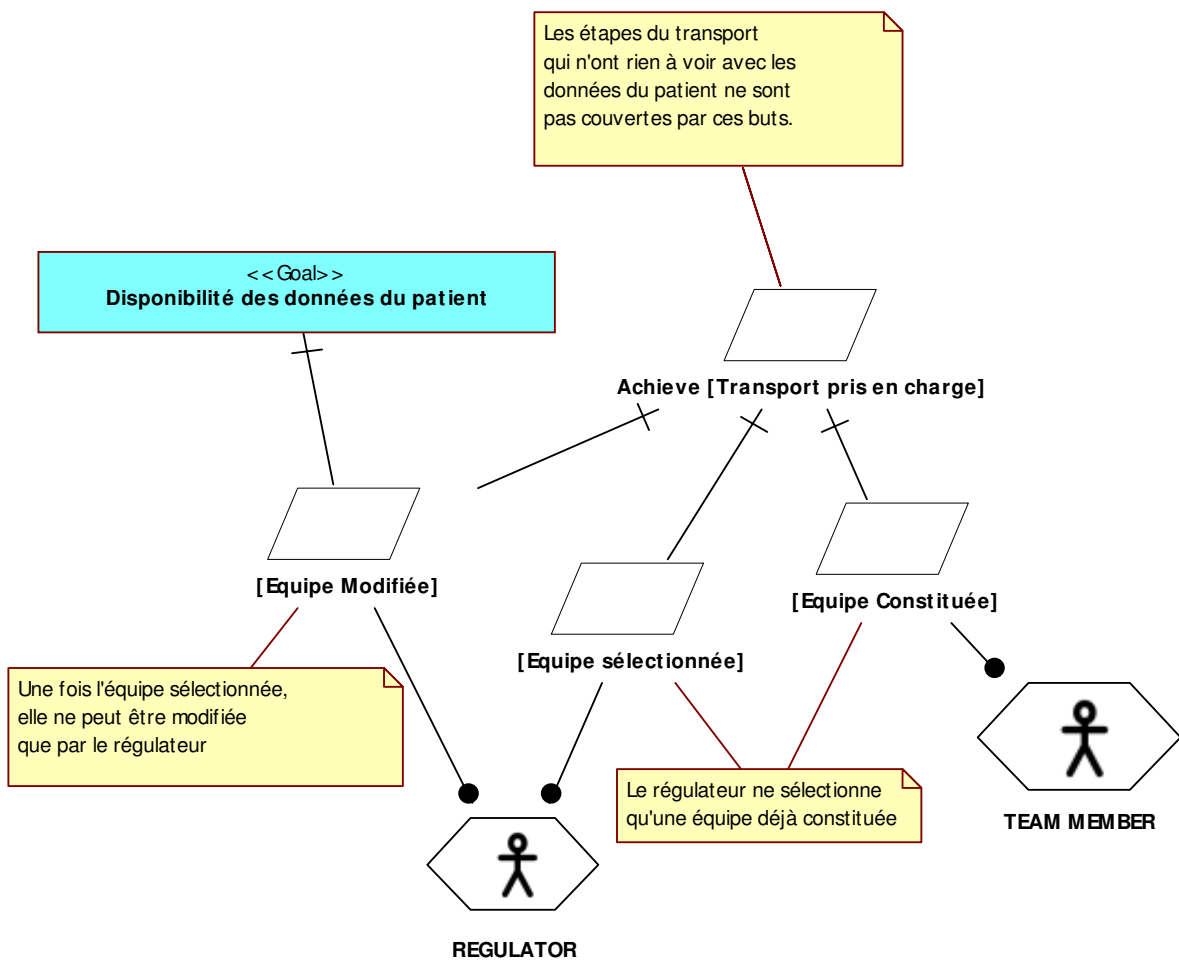 Les étapes du transport
qui n'ont rien à voir avec les
données du patient ne sont
pas couvertes par ces buts.
<<Goal>>
Disponibilité des données du patient
Achieve [Transport pris en charge]
[Equipe Modifiée]
[Equipe Constituée]
[Equipe sélectionnée]
Une fois l'équipe sélectionnée,
elle ne peut être modifiée
que par le régulateur
Le régulateur ne sélectionne
qu'une équipe déjà constituée
TEAM MEMBER
REGULATOR